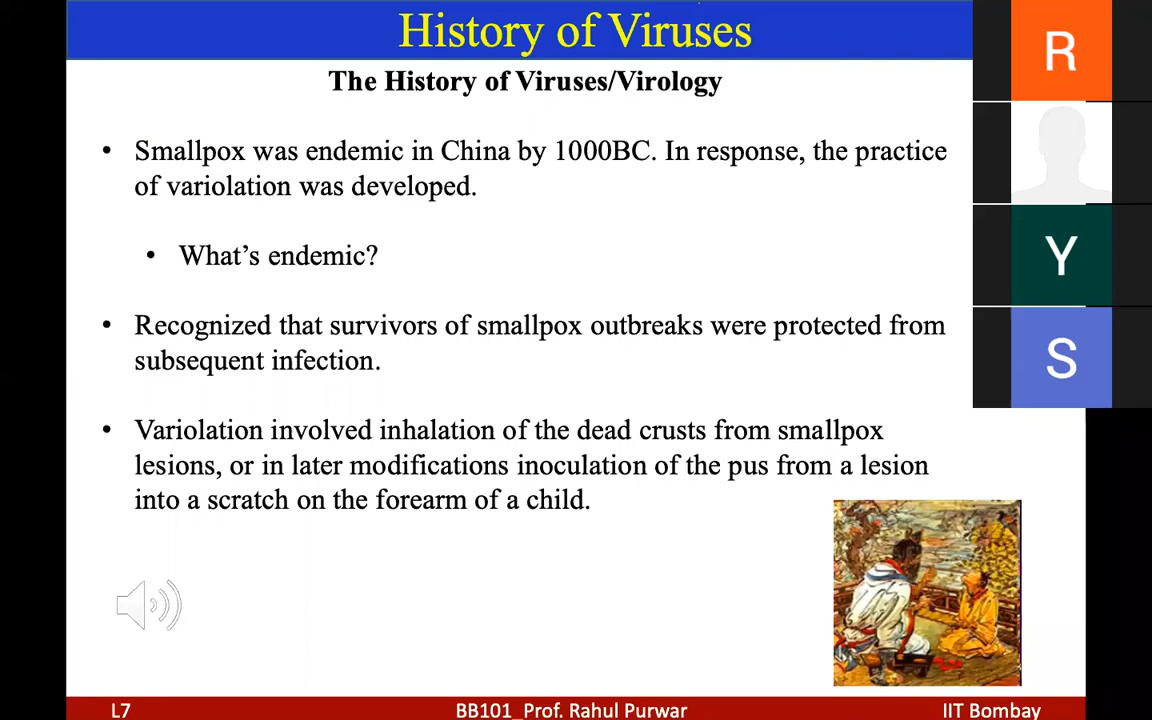 History of Viruses
The History of Viruses/Virology
• Smallpox was endemic in China by 1000BC. In response, the practice
of variolation was developed.
• What’s endemic?
• Recognized that survivors of smallpox outbreaks were protected from
subsequent infection.
• Variolation involved inhalation of the dead crusts from smallpox
lesions, or in later modifications inoculation of the pus from a lesion
into a scratch on the forearm of a child.
R
Y
S
L7 BB101_Prof. Rahul Purwar IIT Bombay